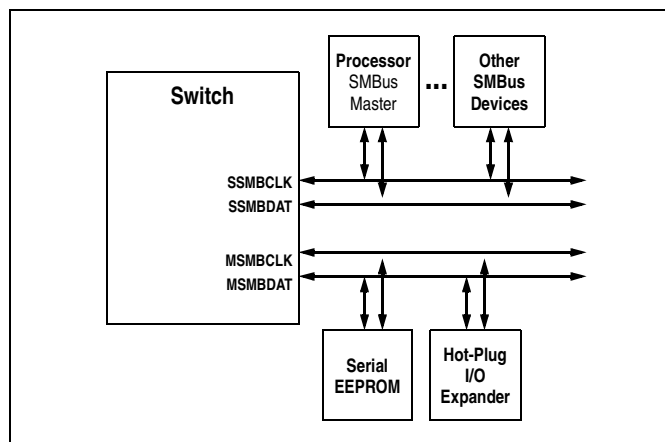 Switch
Processor
SMBus
Master
...
Other
SMBus
Devices
SSMBCLK
SSMBDAT
MSMBCLK
MSMBDAT
Serial
EEPROM
Hot-Plug
I/O
Expander